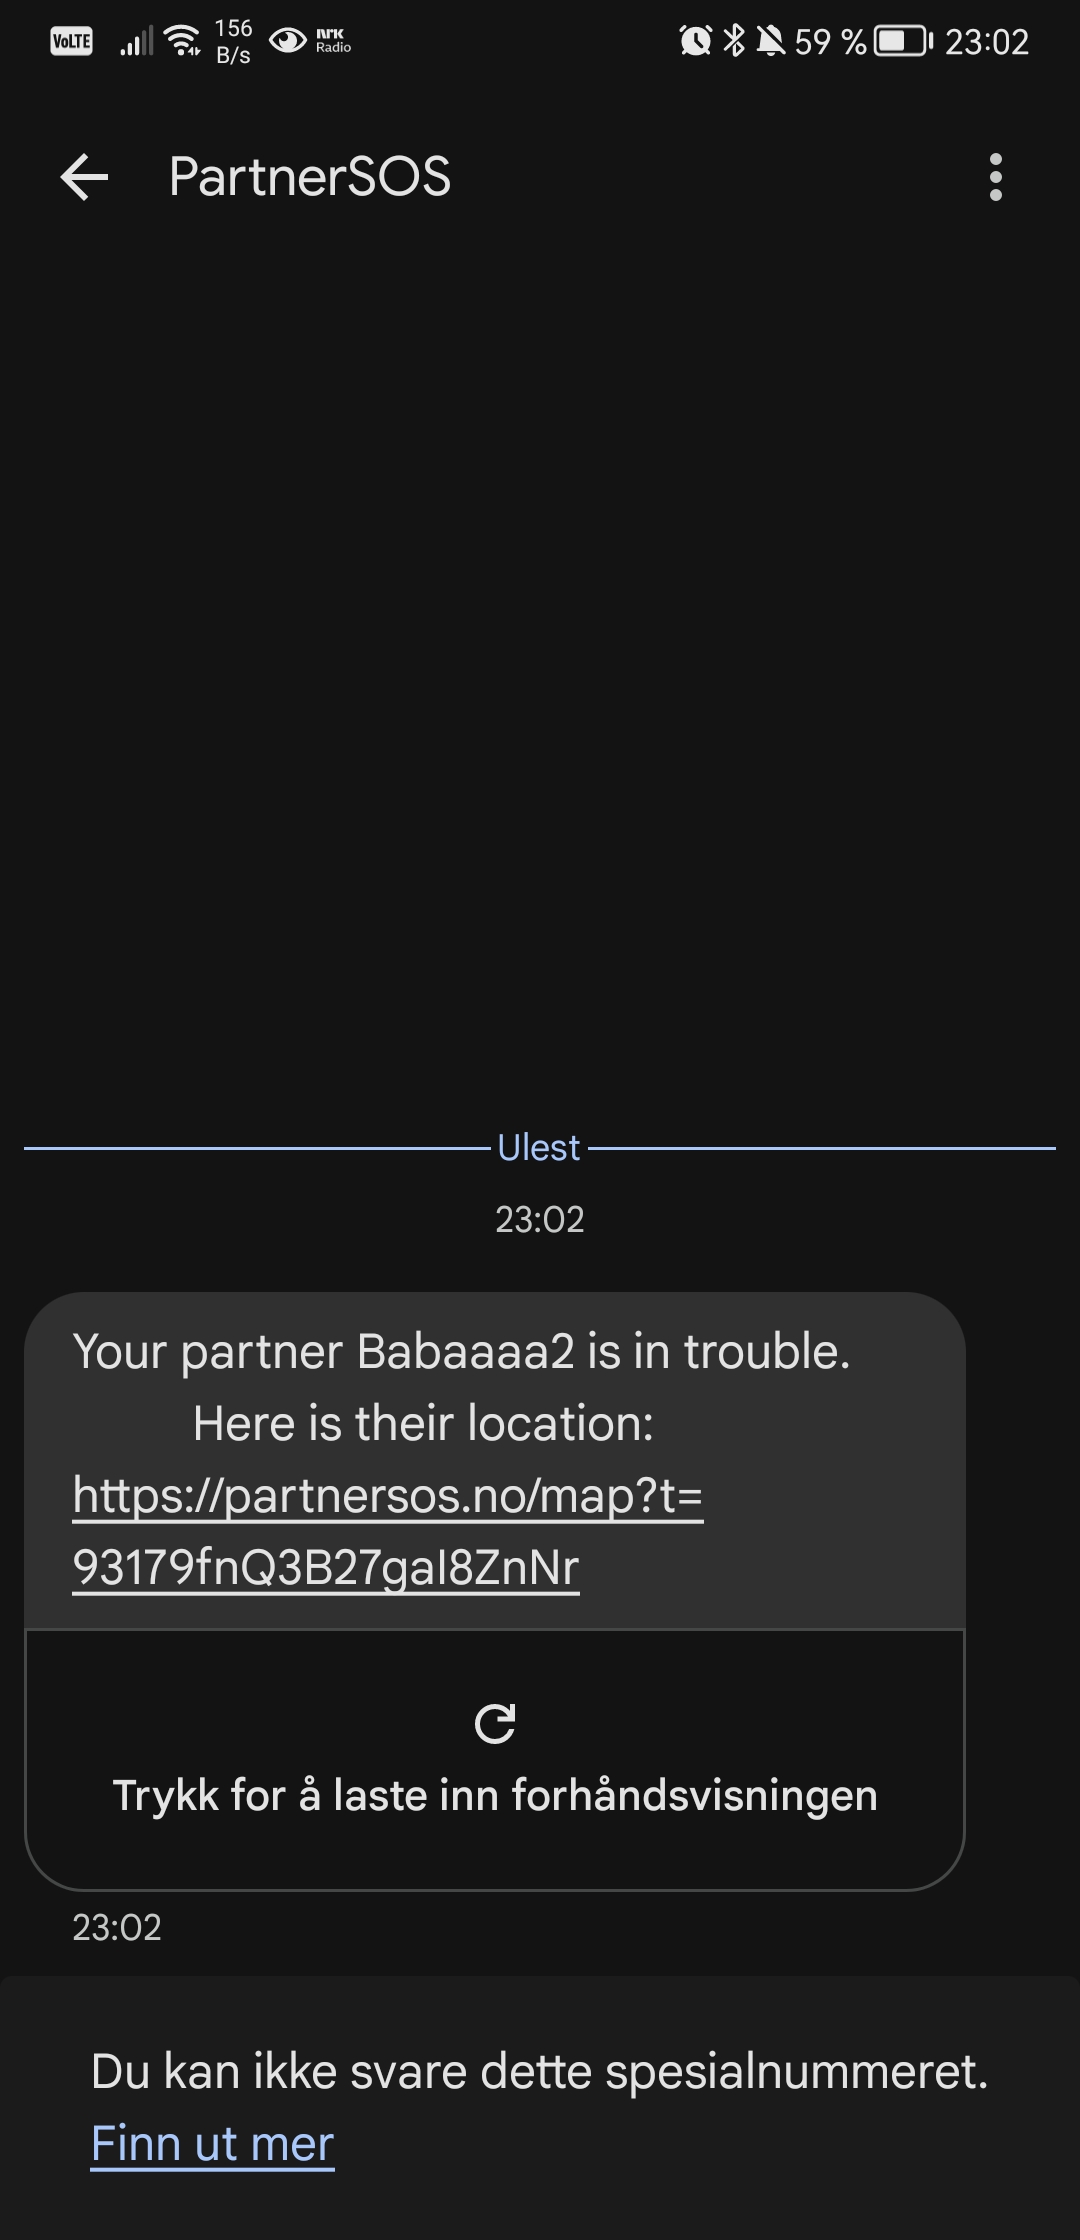 VoLTE 156 B/s NRK Radio 59 % 23:02
PartnerSOS
Ulest
23:02
Your partner Babaaaa2 is in trouble.
Here is their location:
https://partnersos.no/map?t=
93179fnQ3B27gaI8ZnNr
Trykk for å laste inn forhåndsvisningen
23:02
Du kan ikke svare dette spesialnummeret.
Finn ut mer